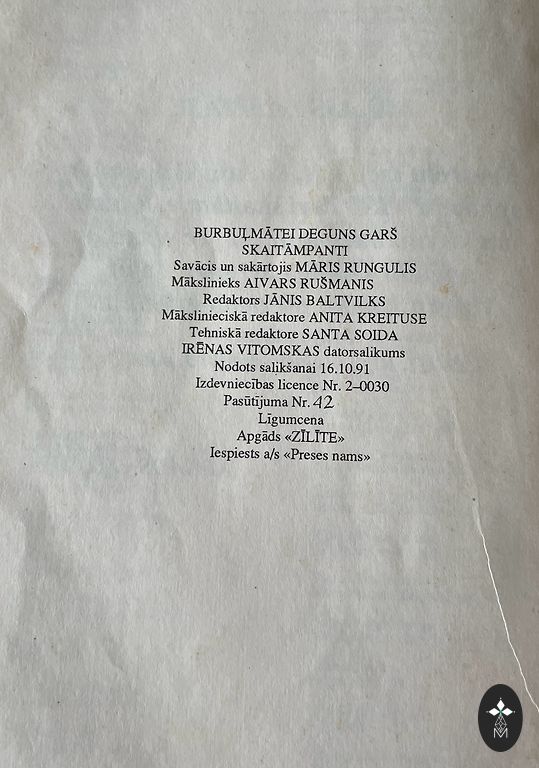 BURBUĻMĀTEI DEGUNS GARŠ
SKAITĀMPANTI
Savācis un sakārtojis MĀRIS RUNGULIS
Mākslinieks AIVARS RUŠMANIS
Redaktors JĀNIS BALTVILKS
Mākslinieciskā redaktore ANITA KREITUSE
Tehniskā redaktore SANTA SOIDA
IRĒNAS VITOMSKAS datorsalikums
Nodots salikšanai 16.10.91
Izdevniecības licence Nr. 2–0030
Pasūtījuma Nr. 42
Līgumcena
Apgāds «ZĪLĪTE»
Iespiests a/s «Preses nams»
M